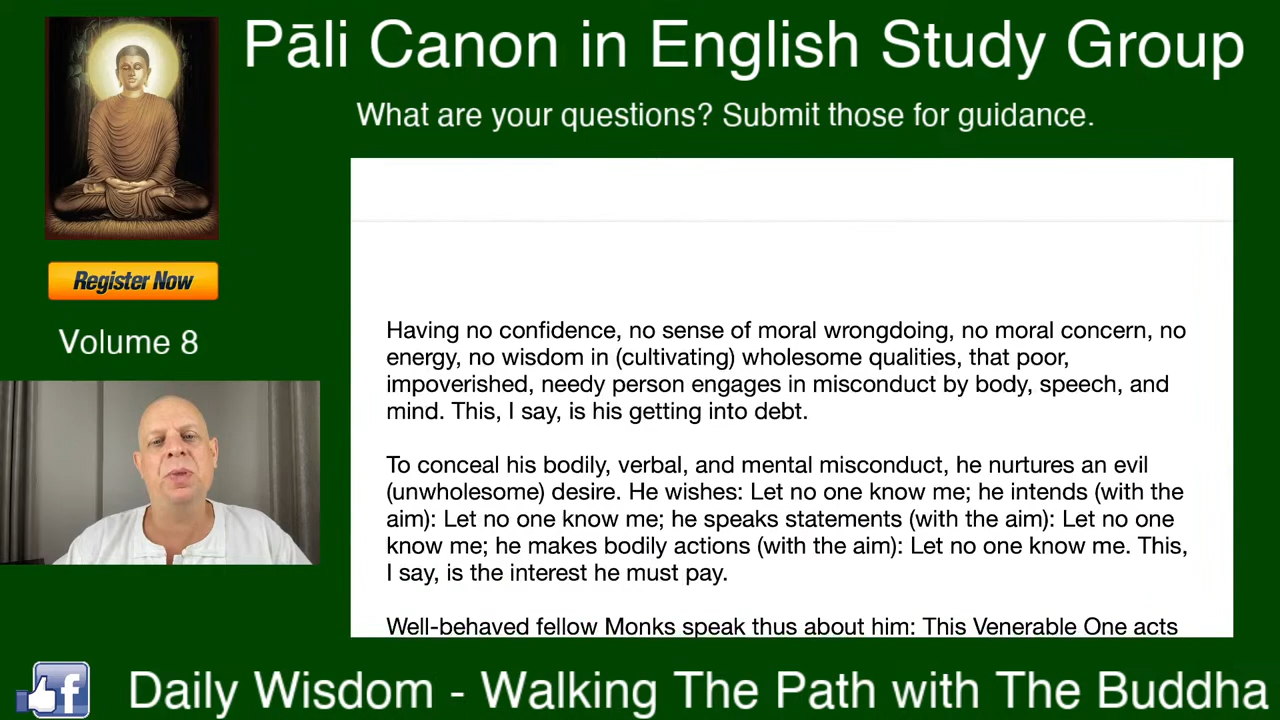 Pāli Canon in English Study Group
What are your questions? Submit those for guidance.
Register Now
Volume 8
Having no confidence, no sense of moral wrongdoing, no moral concern, no
energy, no wisdom in (cultivating) wholesome qualities, that poor,
impoverished, needy person engages in misconduct by body, speech, and
mind. This, I say, is his getting into debt.
To conceal his bodily, verbal, and mental misconduct, he nurtures an evil
(unwholesome) desire. He wishes: Let no one know me; he intends (with the
aim): Let no one know me; he speaks statements (with the aim): Let no one
know me; he makes bodily actions (with the aim): Let no one know me. This,
I say, is the interest he must pay.
Well-behaved fellow Monks speak thus about him: This Venerable One acts
f
Daily Wisdom - Walking The Path with The Buddha